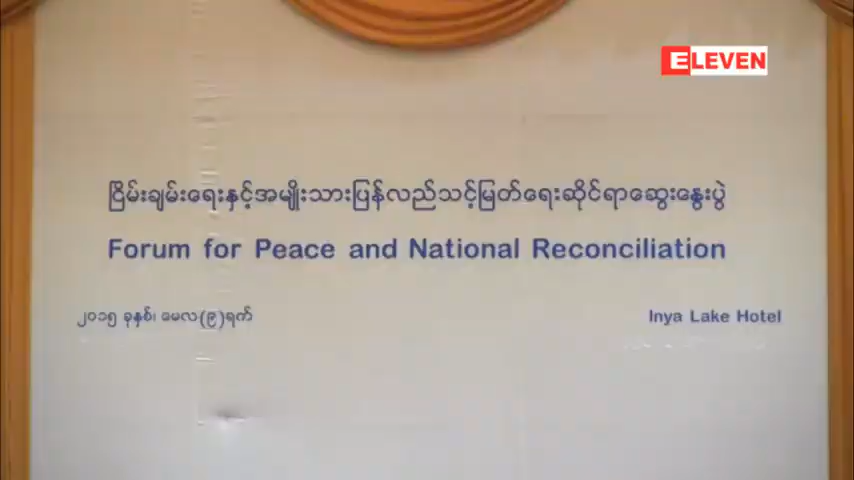 ELEVEN
ငြိမ်းချမ်းရေးနှင့်အမျိုးသားပြန်လည်သင့်မြတ်ရေးဆိုင်ရာဆွေးနွေးပွဲ
Forum for Peace and National Reconciliation
၂၀၁၅ ခုနှစ်၊ မေလ(၉)ရက်
Inya Lake Hotel